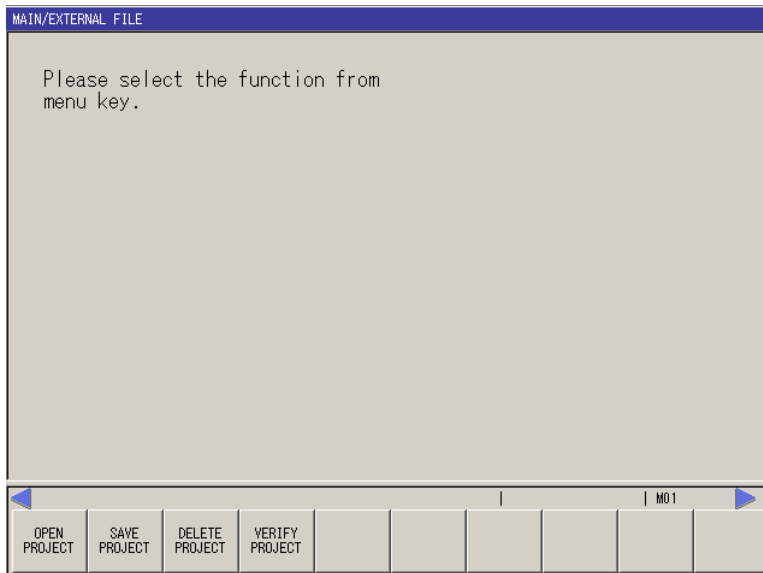 MAIN/EXTERNAL FILE
Please select the function from
menu key.
| | M01
OPEN PROJECT
SAVE PROJECT
DELETE PROJECT
VERIFY PROJECT